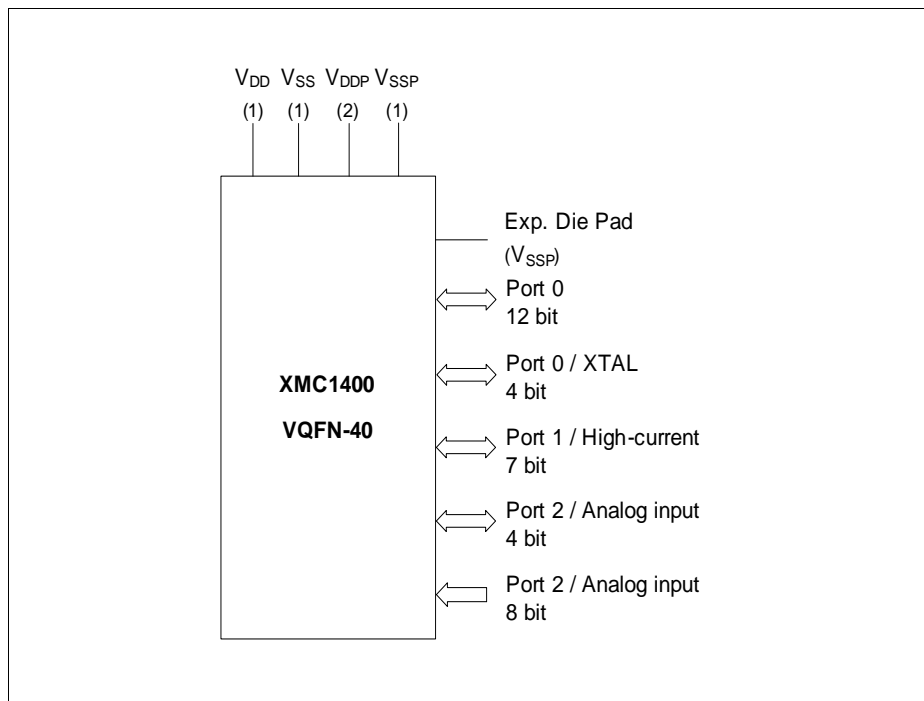 VDD VSS VDDP VSSP
(1) (1) (2) (1)
Exp. Die Pad
(VSSP)
Port 0
12 bit
Port 0 / XTAL
4 bit
XMC1400
VQFN-40
Port 1 / High-current
7 bit
Port 2 / Analog input
4 bit
Port 2 / Analog input
8 bit